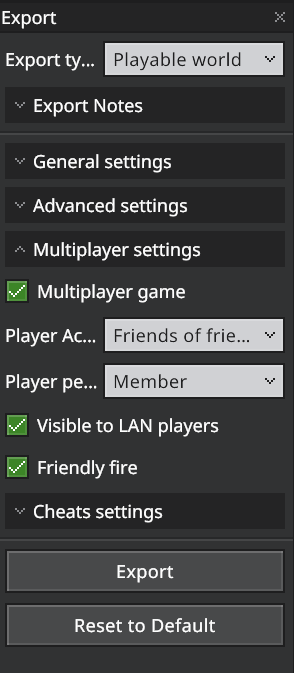 Export
Export ty...
Playable world
Export Notes
General settings
Advanced settings
Multiplayer settings
Multiplayer game
Player Ac...
Friends of frie...
Player pe...
Member
Visible to LAN players
Friendly fire
Cheats settings
Export
Reset to Default